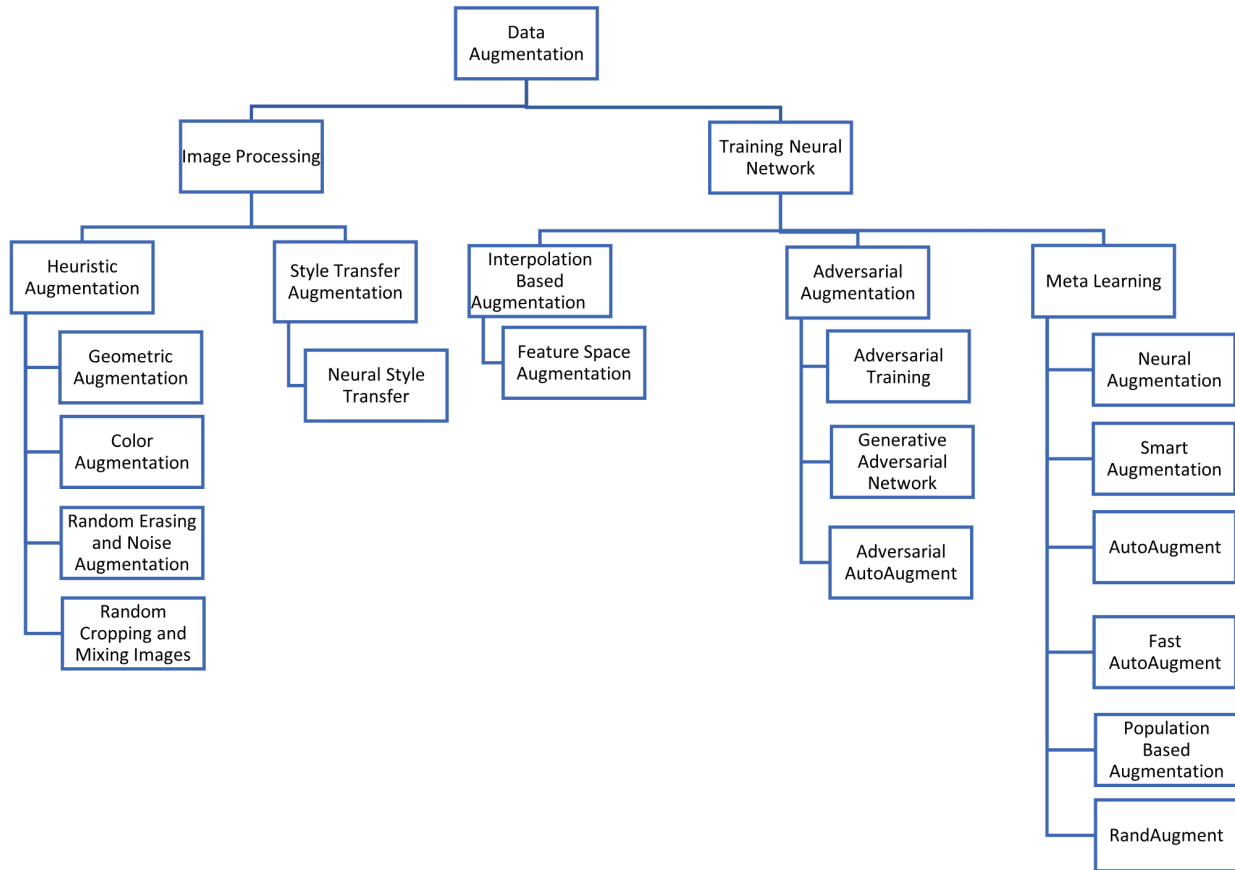 Data
Augmentation
Image Processing
Training Neural
Network
Heuristic
Augmentation
Style Transfer
Augmentation
Interpolation
Based
Augmentation
Adversarial
Augmentation
Meta Learning
Geometric
Augmentation
Color
Augmentation
Random Erasing
and Noise
Augmentation
Random
Cropping and
Mixing Images
Neural Style
Transfer
Feature Space
Augmentation
Adversarial
Training
Generative
Adversarial
Network
Adversarial
AutoAugment
Neural
Augmentation
Smart
Augmentation
AutoAugment
Fast
AutoAugment
Population
Based
Augmentation
RandAugment